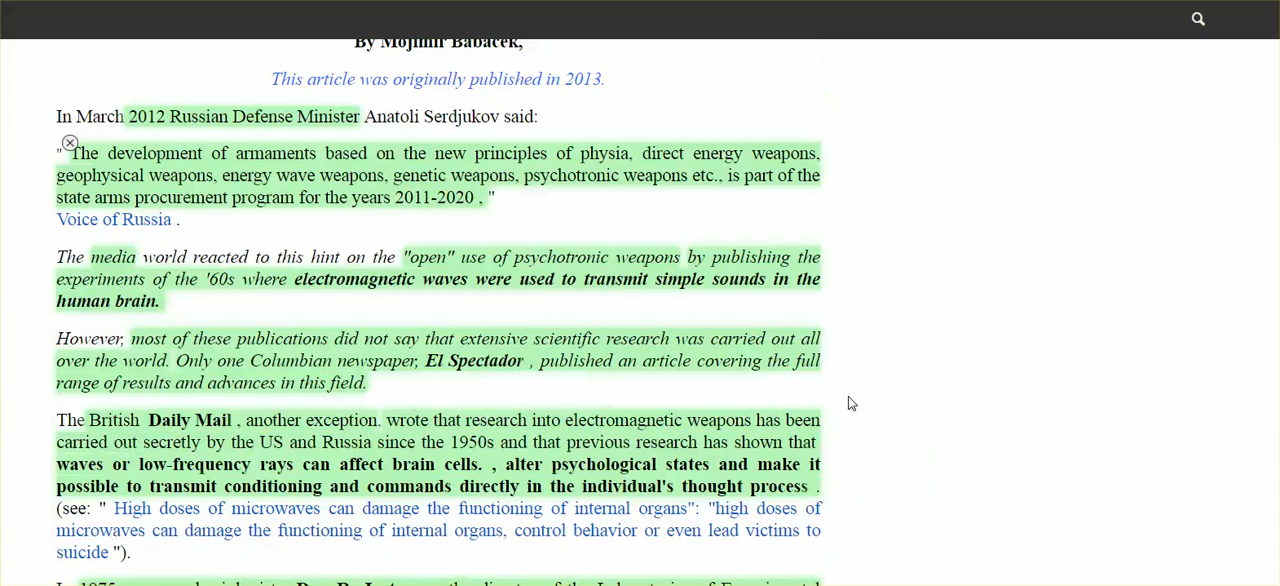 By Mojmir Babacek,
This article was originally published in 2013.
In March 2012 Russian Defense Minister Anatoli Serdjukov said:
" The development of armaments based on the new principles of physia, direct energy weapons,
geophysical weapons, energy wave weapons, genetic weapons, psychotronic weapons etc., is part of the
state arms procurement program for the years 2011-2020 , "
Voice of Russia .
The media world reacted to this hint on the "open" use of psychotronic weapons by publishing the
experiments of the '60s where electromagnetic waves were used to transmit simple sounds in the
human brain.
However, most of these publications did not say that extensive scientific research was carried out all
over the world. Only one Columbian newspaper, El Spectador , published an article covering the full
range of results and advances in this field.
The British Daily Mail , another exception, wrote that research into electromagnetic weapons has been
carried out secretly by the US and Russia since the 1950s and that previous research has shown that
waves or low-frequency rays can affect brain cells. , alter psychological states and make it
possible to transmit conditioning and commands directly in the individual's thought process .
(see: " High doses of microwaves can damage the functioning of internal organs": "high doses of
microwaves can damage the functioning of internal organs, control behavior or even lead victims to
suicide ").